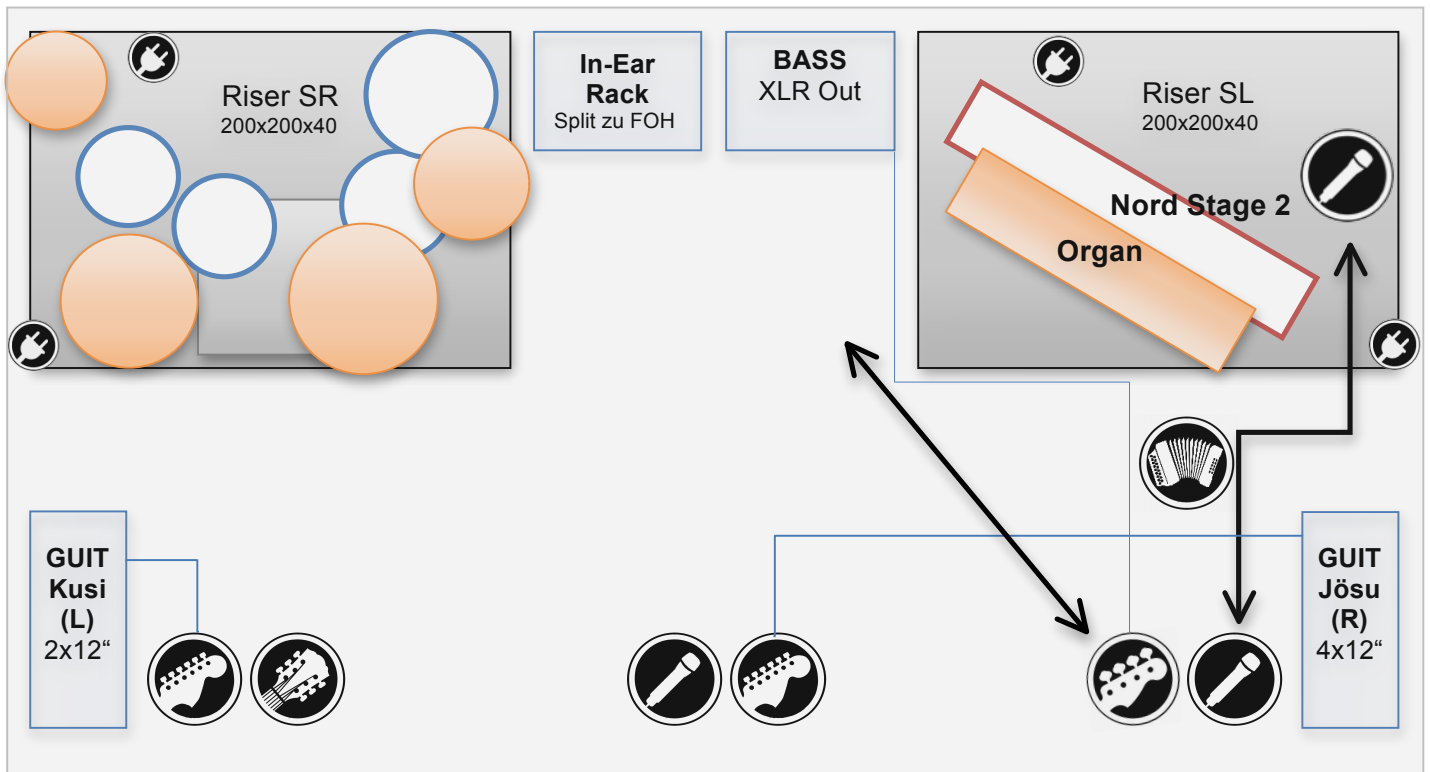 Riser SR
200x200x40
In-Ear
Rack
Split zu FOH
BASS
XLR Out
Riser SL
200x200x40
Nord Stage 2
Organ
GUIT
Kusi
(L)
2x12“
GUIT
Jösu
(R)
4x12“